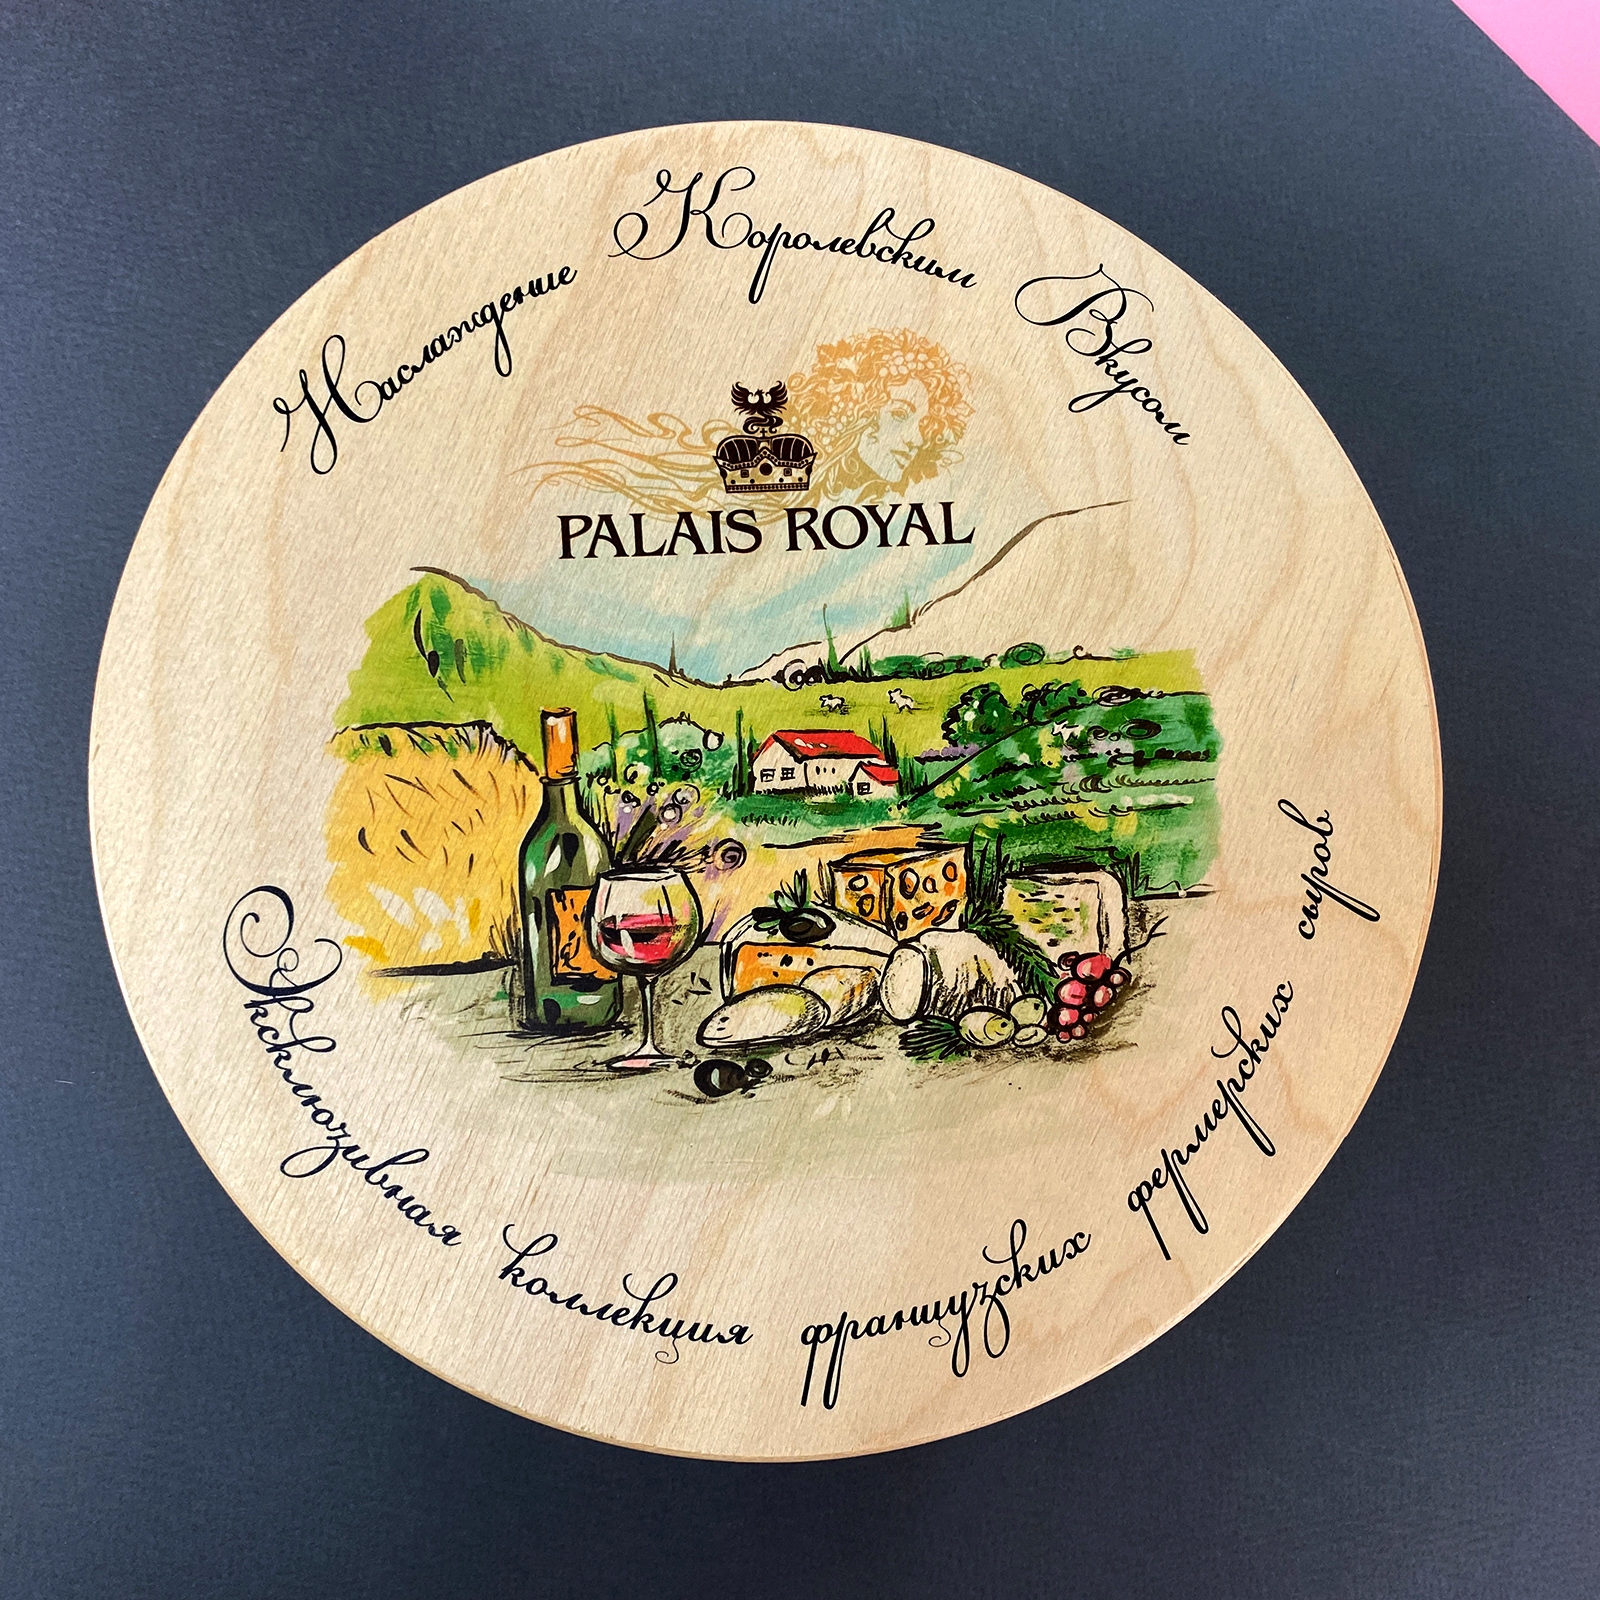 Наслаждение Королевским Вкусом
PALAIS ROYAL
Эксклюзивная коллекция французских фермерских сыров